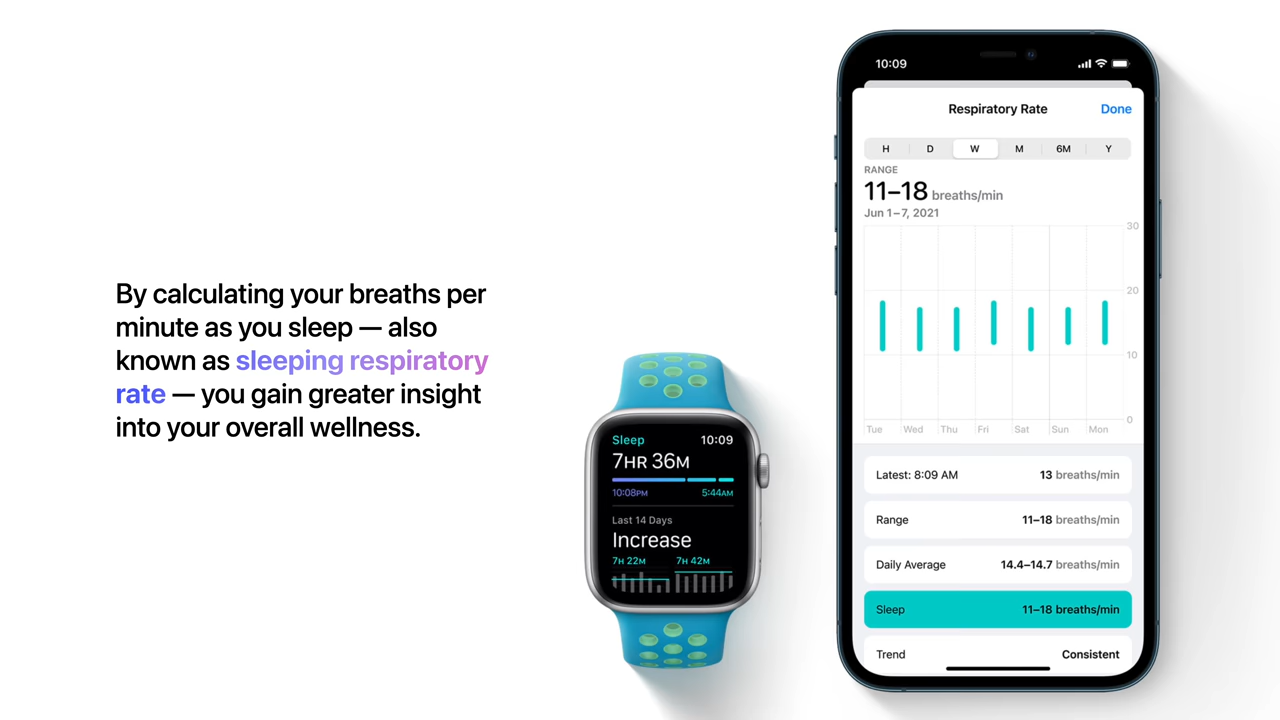 By calculating your breaths per
minute as you sleep — also
known as sleeping respiratory
rate — you gain greater insight
into your overall wellness.
Sleep 10:09
7HR 36M
10:08PM 5:44AM
Last 14 Days
Increase
7H 22M 7H 42M
10:09
Respiratory Rate Done
H D W M 6M Y
RANGE
11–18 breaths/min
Jun 1–7, 2021
30
20
10
0
Tue Wed Thu Fri Sat Sun Mon
Latest: 8:09 AM 13 breaths/min
Range 11–18 breaths/min
Daily Average 14.4–14.7 breaths/min
Sleep 11–18 breaths/min
Trend Consistent